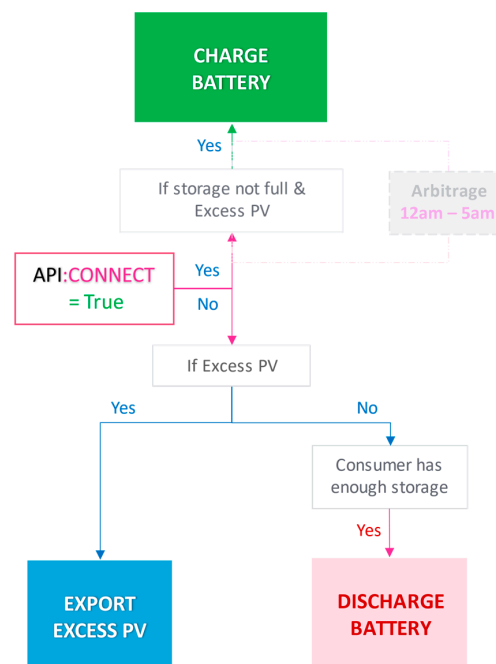 CHARGE
BATTERY
Yes
If storage not full &
Excess PV
Arbitrage
12am – 5am
API:CONNECT
= True
Yes
No
If Excess PV
Yes
No
Consumer has
enough storage
Yes
EXPORT
EXCESS PV
DISCHARGE
BATTERY